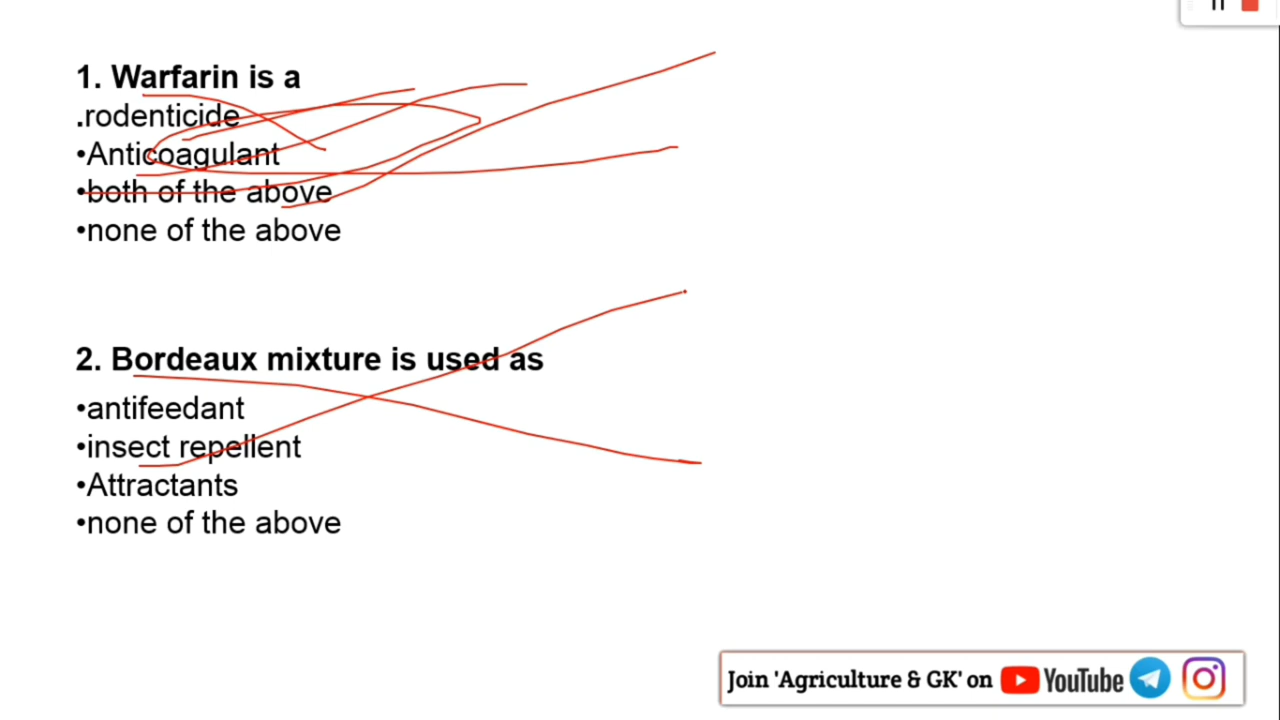 1. Warfarin is a
.rodenticide
•Anticoagulant
•both of the above
•none of the above
2. Bordeaux mixture is used as
•antifeedant
•insect repellent
•Attractants
•none of the above
Join 'Agriculture & GK' on YouTube